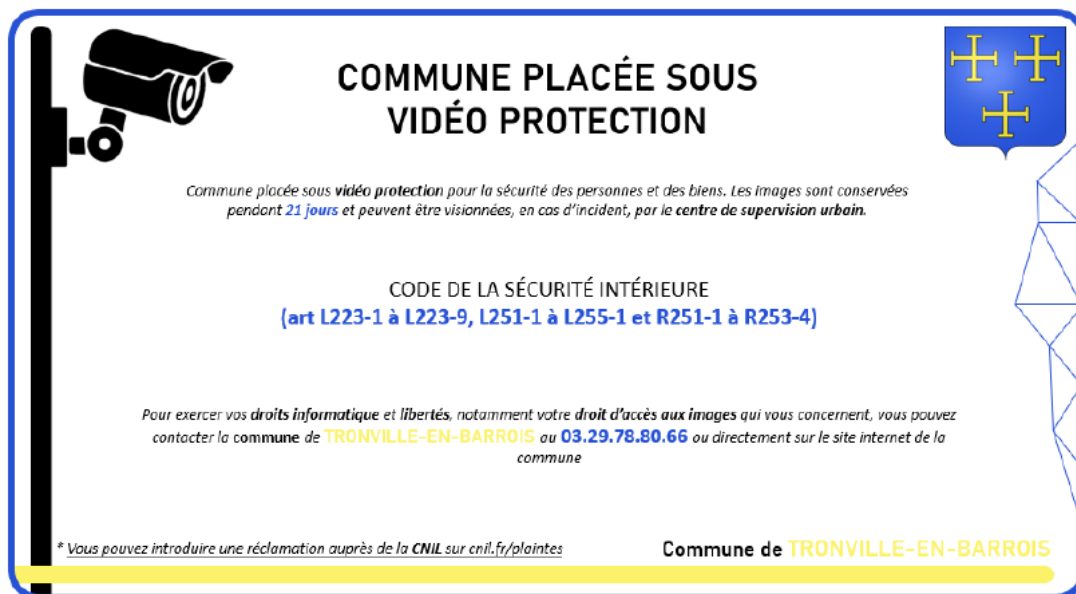 COMMUNE PLACÉE SOUS
VIDÉO PROTECTION
Commune placée sous vidéo protection pour la sécurité des personnes et des biens. Les images sont conservées
pendant 21 jours et peuvent être visionnées, en cas d'incident, par le centre de supervision urbain.
CODE DE LA SÉCURITÉ INTÉRIEURE
(art L223-1 à L223-9, L251-1 à L255-1 et R251-1 à R253-4)
Pour exercer vos droits informatique et libertés, notamment votre droit d'accès aux images qui vous concernent, vous pouvez
contacter la commune de TRONVILLE-EN-BARROIS au 03.29.78.80.66 ou directement sur le site internet de la
commune
* Vous pouvez introduire une réclamation auprès de la CNIL sur cnil.fr/plaintes
Commune de TRONVILLE-EN-BARROIS